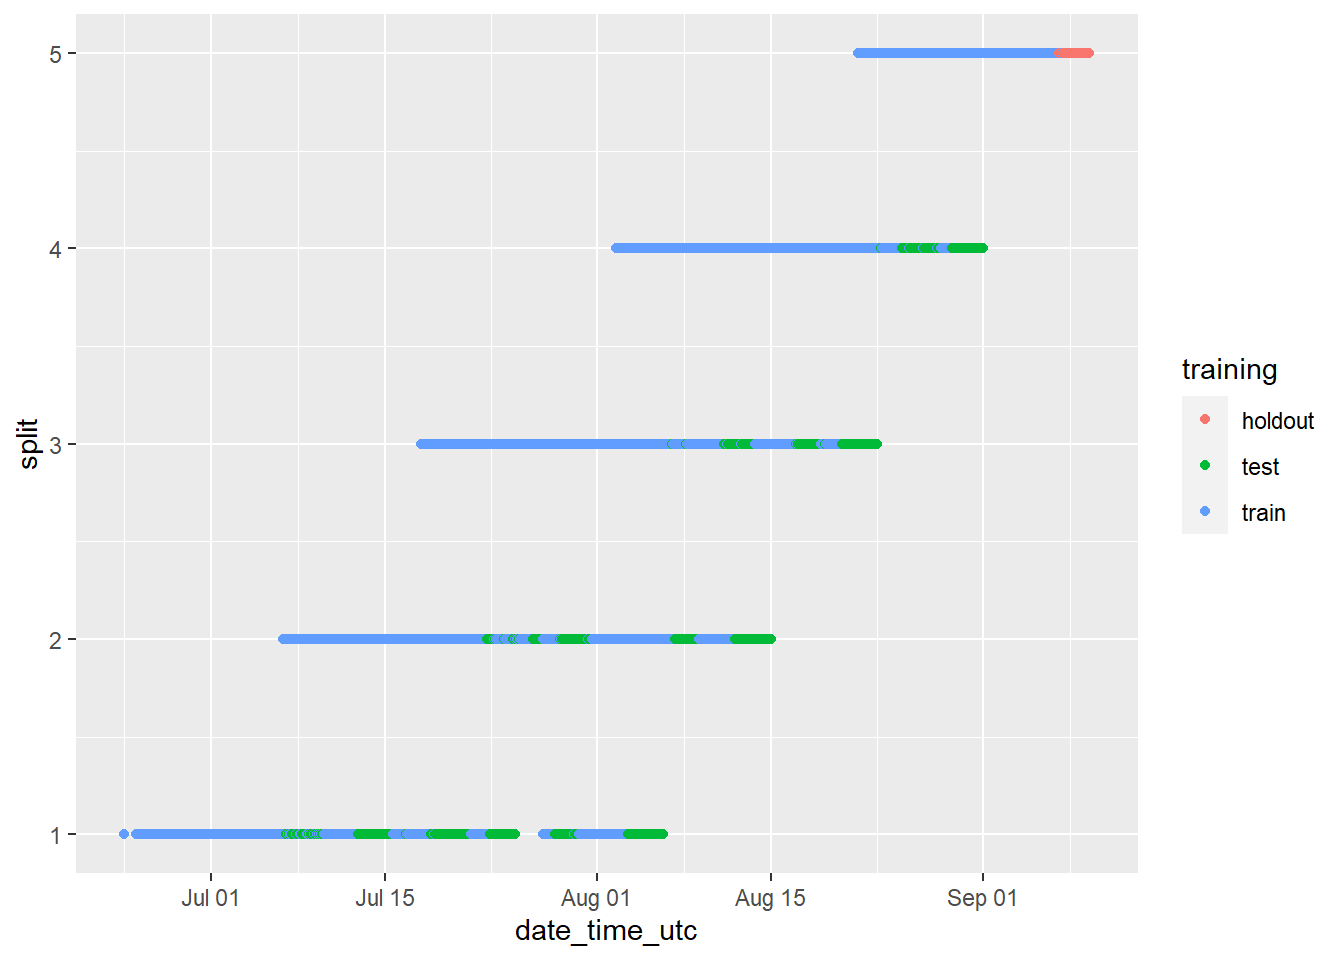 5
4
3
2
1
split
Jul 01
Jul 15
Aug 01
Aug 15
Sep 01
date_time_utc
training
holdout
test
train